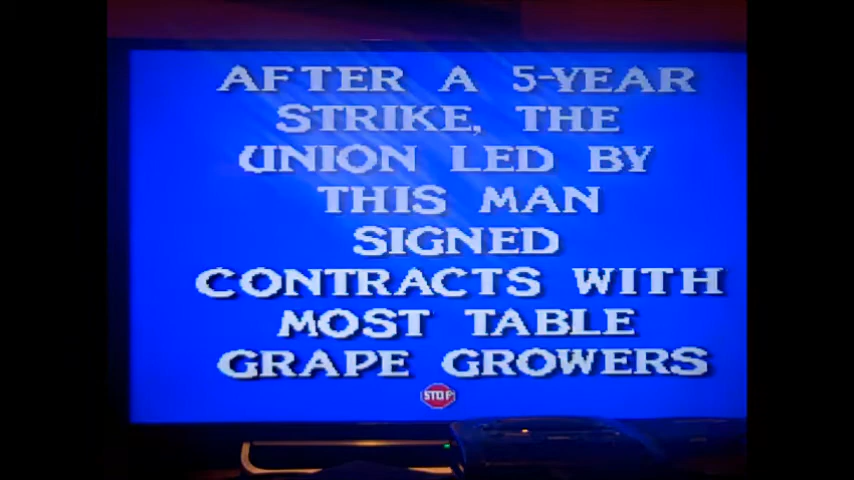 AFTER A 5-YEAR
STRIKE, THE
UNION LED BY
THIS MAN
SIGNED
CONTRACTS WITH
MOST TABLE
GRAPE GROWERS
STOP